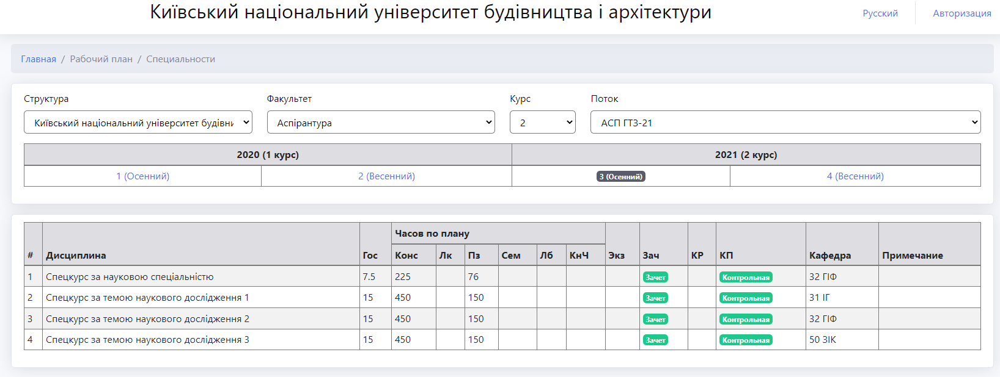 Київський національний університет будівництва і архітектури
Русский
Авторизация
Главная / Рабочий план / Специальности
Структура Факультет Курс Поток
Київський національний університет будівни Аспірантура 2 АСП ГТЗ-21
2020 (1 курс) 2021 (2 курс)
1 (Осенний) 2 (Весенний) 3 (Осенний) 4 (Весенний)
Часов по плану
# Дисциплина Гос Конс Лк Пз Сем Лб КнЧ Экз Зач КР КП Кафедра Примечание
1 Спецкурс за науковою спеціальністю 7.5 225 76 Зачет Контрольная 32 ГІФ
2 Спецкурс за темою наукового дослідження 1 15 450 150 Зачет Контрольная 31 ІГ
3 Спецкурс за темою наукового дослідження 2 15 450 150 Зачет Контрольная 32 ГІФ
4 Спецкурс за темою наукового дослідження 3 15 450 150 Зачет Контрольная 50 ЗІК